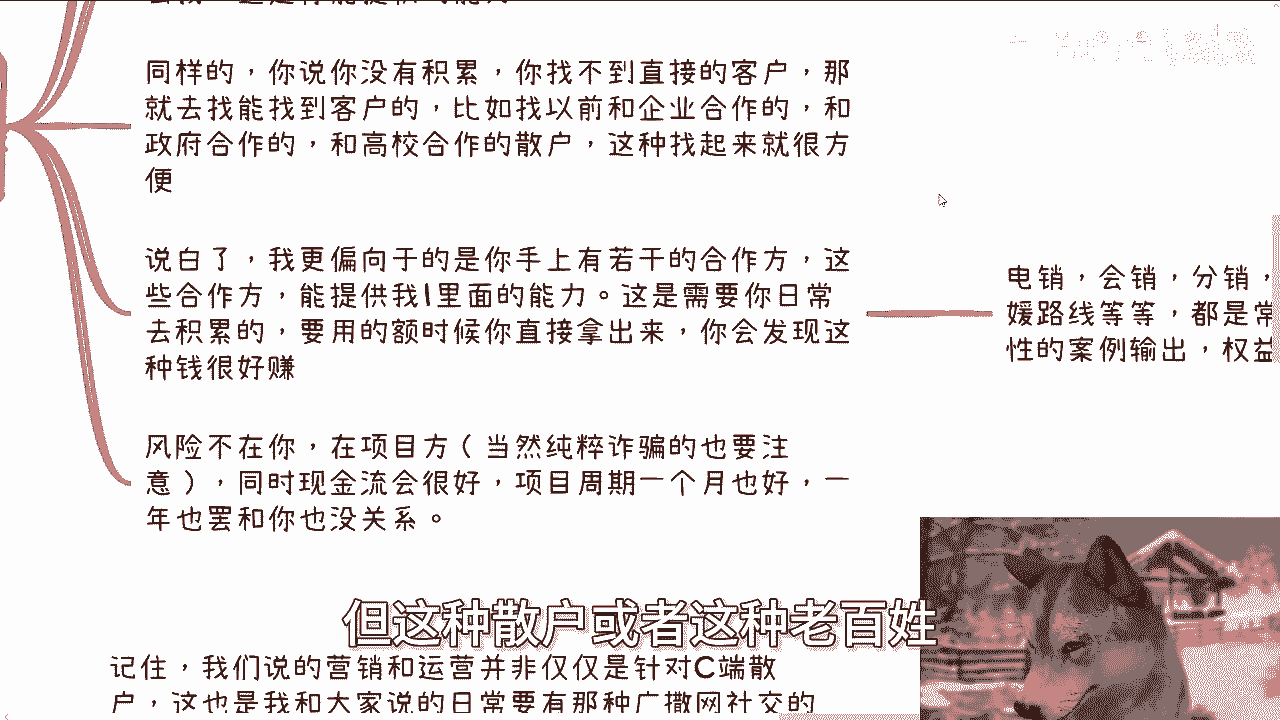 同样的，你说你没有积累，你找不到直接的客户，那
就去找能找到客户的，比如找以前和企业合作的，和
政府合作的，和高校合作的散户，这种找起来就很方
便
说白了，我更偏向于的是你手上有若干的合作方，这
些合作方，能提供我1里面的能力。这是需要你日常
去积累的，要用的额时候你直接拿出来，你会发现这
种钱很好赚
电销，会销，分销，
媛路线等等，都是常
性的案例输出，权益
风险不在你，在项目方（当然纯粹诈骗的也要注
意），同时现金流会很好，项目周期一个月也好，一
年也罢和你也没关系。
但这种散户或者这种老百姓
记住，我们说的营销和运营并非仅仅是针对C端散
户，这也是我和大家说的日常要有那种广撒网社交的